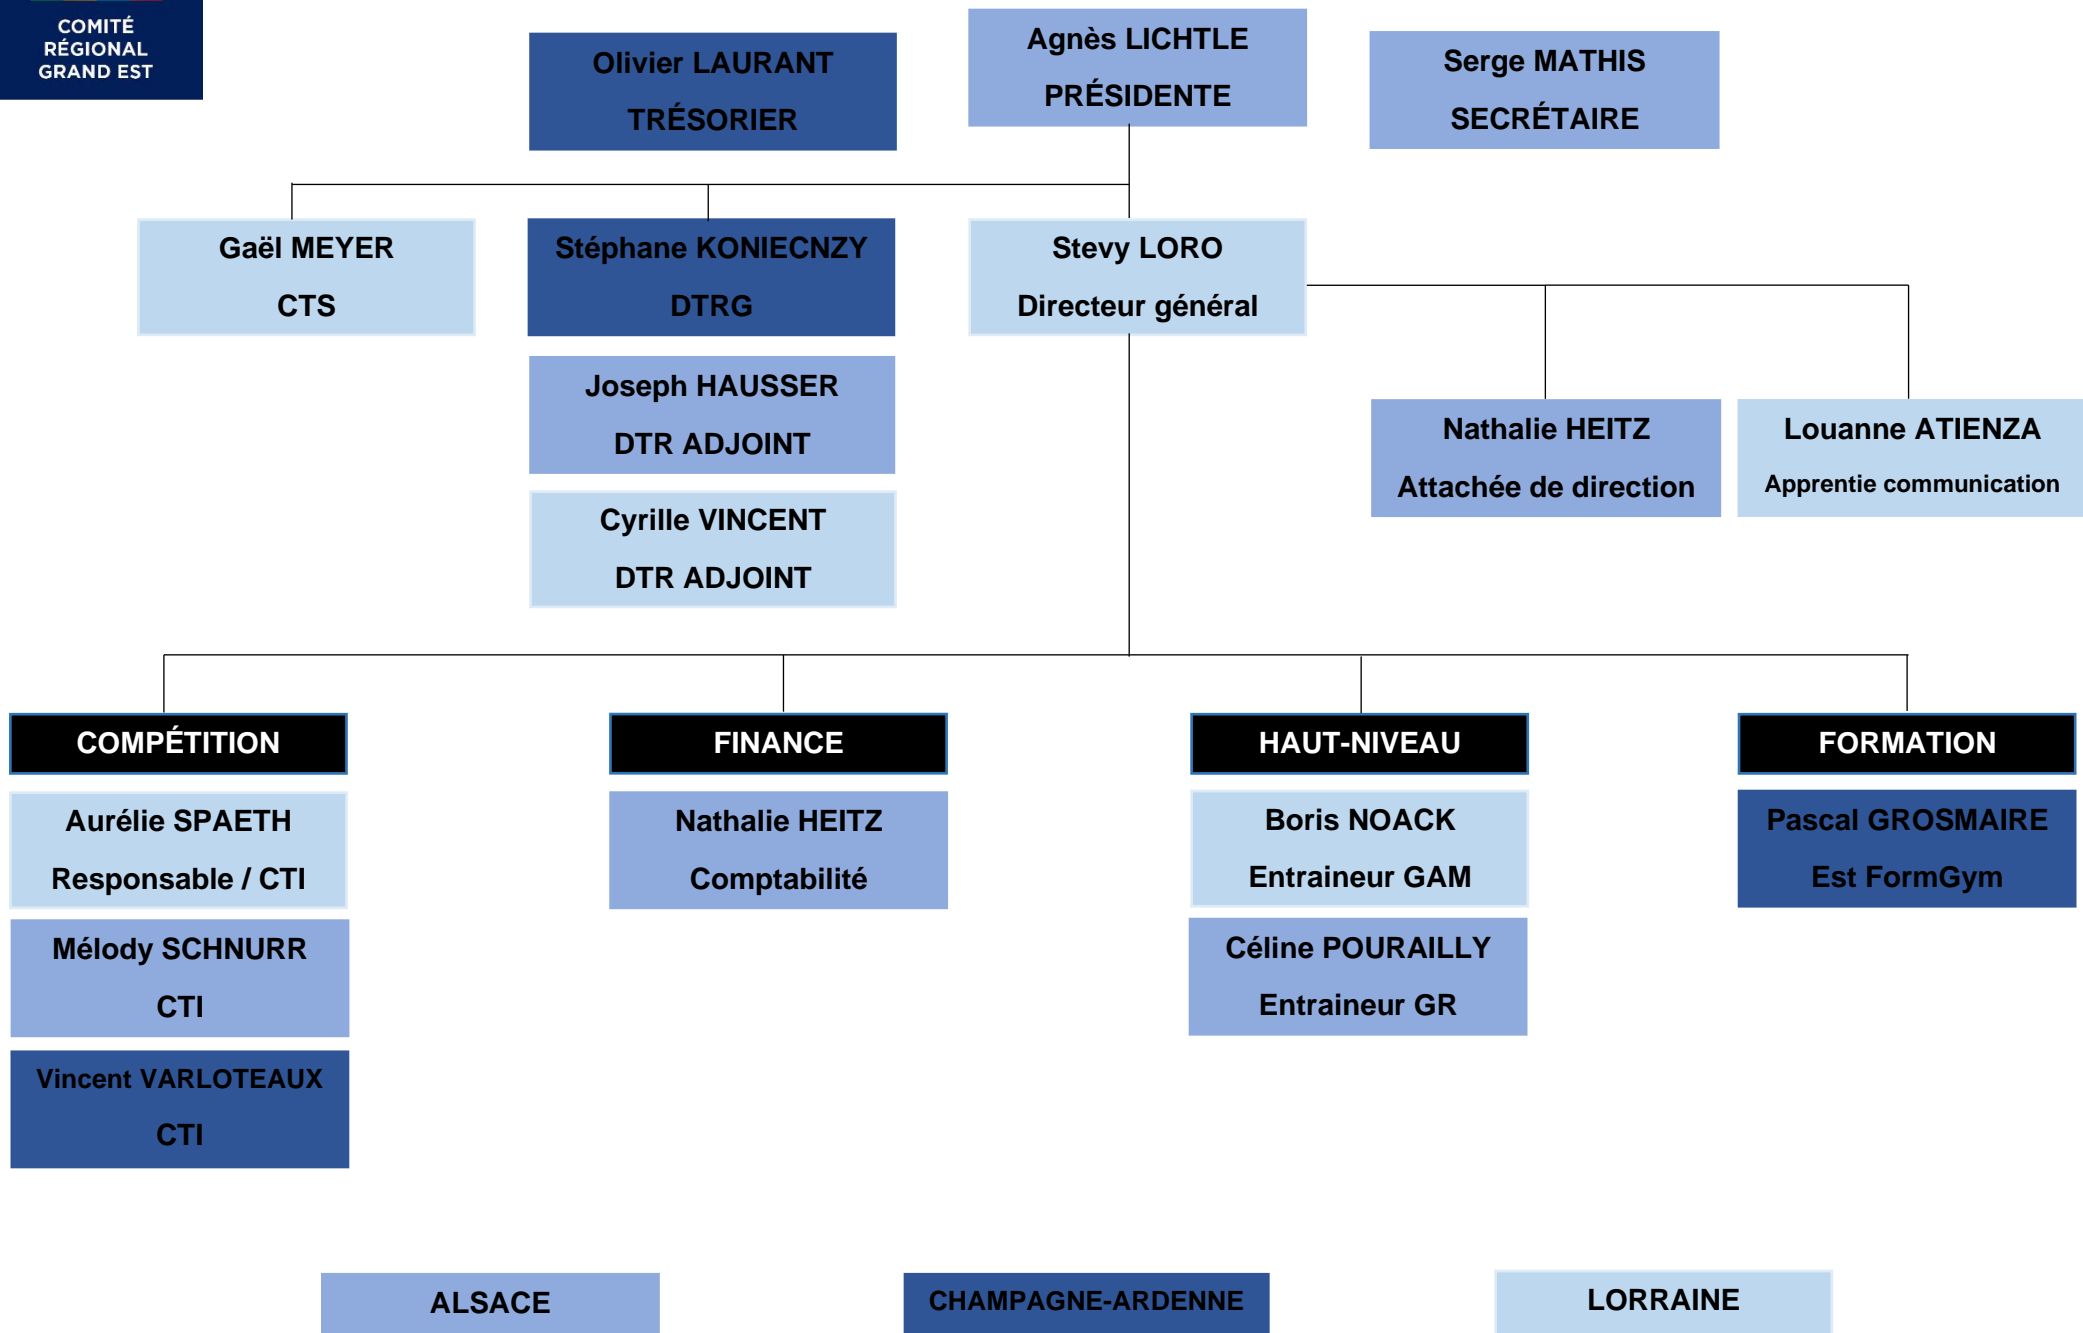 COMITÉ
RÉGIONAL
GRAND EST
Olivier LAURANT
TRÉSORIER
Agnès LICHTLE
PRÉSIDENTE
Serge MATHIS
SECRÉTAIRE
Gaël MEYER
CTS
Stéphane KONIECNZY
DTRG
Stevy LORO
Directeur général
Joseph HAUSSER
DTR ADJOINT
Cyrille VINCENT
DTR ADJOINT
Nathalie HEITZ
Attachée de direction
Louanne ATIENZA
Apprentie communication
COMPÉTITION
Aurélie SPAETH
Responsable / CTI
Mélody SCHNURR
CTI
Vincent VARLOTEAUX
CTI
FINANCE
Nathalie HEITZ
Comptabilité
HAUT-NIVEAU
Boris NOACK
Entraineur GAM
Céline POURAILLY
Entraineur GR
FORMATION
Pascal GROSMAIRE
Est FormGym
ALSACE
CHAMPAGNE-ARDENNE
LORRAINE